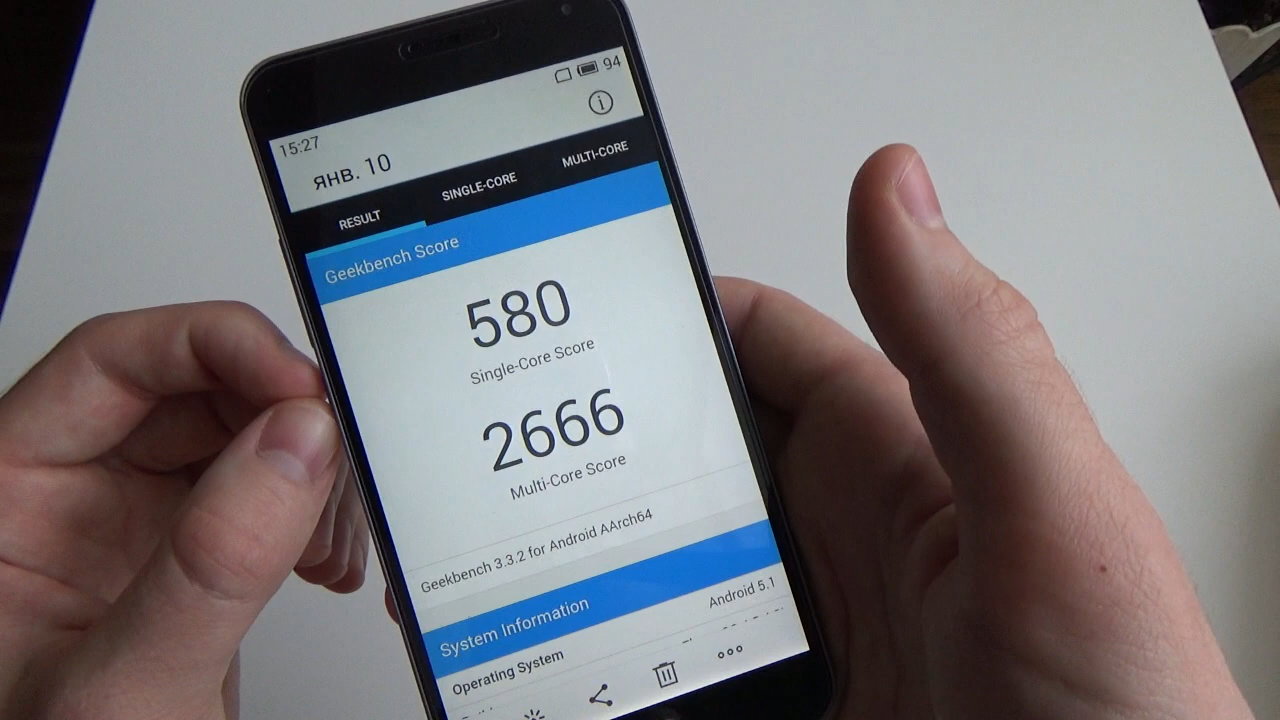 94
15:27
янв. 10
RESULT
SINGLE-CORE
MULTI-CORE
Geekbench Score
580
Single-Core Score
2666
Multi-Core Score
Geekbench 3.3.2 for Android AArch64
System Information
Operating System Android 5.1